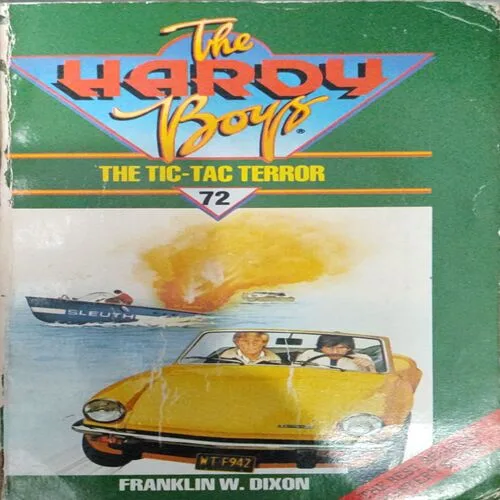 The
HARDY
Boys®
THE TIC-TAC TERROR
72
SLEUTH
WT-F942
FRANKLIN W. DIXON